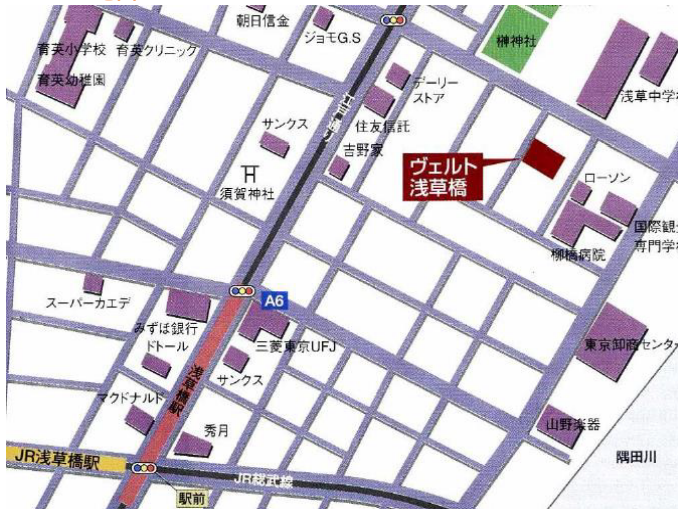 朝日信金
ジョモG.S
榊神社
育英小学校
育英クリニック
育英幼稚園
デーリー
ストア
浅草中学校
サンクス
江戸通り
住友信託
吉野家
ヴェルト
浅草橋
ローソン
須賀神社
国際観光
専門学校
柳橋病院
スーパーカエデ
A6
みずほ銀行
ドトール
三菱東京UFJ
東京卸商センター
サンクス
浅草橋駅
マクドナルド
秀月
山野楽器
JR浅草橋駅
JR総武線
隅田川
駅前